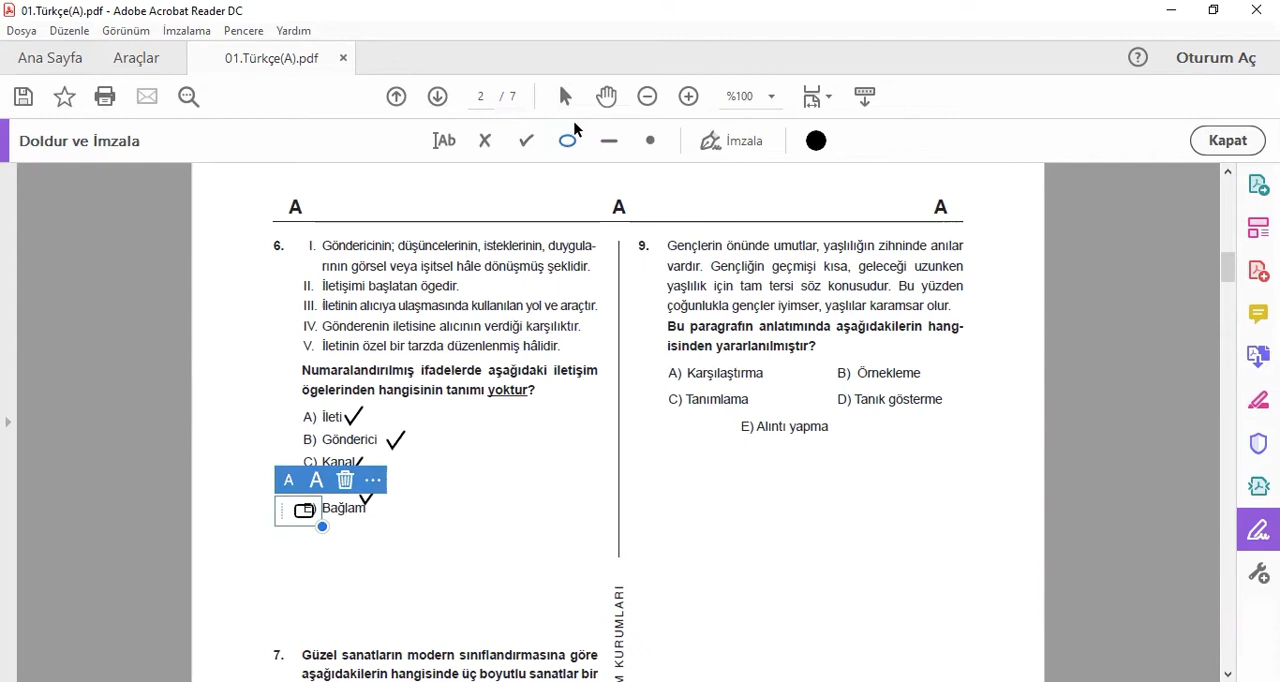 01.Türkçe(A).pdf - Adobe Acrobat Reader DC
Dosya Düzenle Görünüm İmzalama Pencere Yardım
Ana Sayfa Araçlar 01.Türkçe(A).pdf × ? Oturum Aç
2 / 7 %100
Doldur ve İmzala Ab İmzala Kapat
A A A
6. I. Göndericinin; düşüncelerinin, isteklerinin, duygula-
rının görsel veya işitsel hâle dönüşmüş şeklidir.
II. İletişimi başlatan ögedir.
III. İletinin alıcıya ulaşmasında kullanılan yol ve araçtır.
IV. Gönderenin iletisine alıcının verdiği karşılıktır.
V. İletinin özel bir tarzda düzenlenmiş hâlidir.
Numaralandırılmış ifadelerde aşağıdaki iletişim
ögelerinden hangisinin tanımı yoktur?
A) İleti
B) Gönderici
C) Kanal
A A ...
E) Bağlam
7. Güzel sanatların modern sınıflandırmasına göre
aşağıdakilerin hangisinde üç boyutlu sanatlar bir
M KURUMLARI
9. Gençlerin önünde umutlar, yaşlılığın zihninde anılar
vardır. Gençliğin geçmişi kısa, geleceği uzunken
yaşlılık için tam tersi söz konusudur. Bu yüzden
çoğunlukla gençler iyimser, yaşlılar karamsar olur.
Bu paragrafın anlatımında aşağıdakilerin hang-
isinden yararlanılmıştır?
A) Karşılaştırma B) Örnekleme
C) Tanımlama D) Tanık gösterme
E) Alıntı yapma